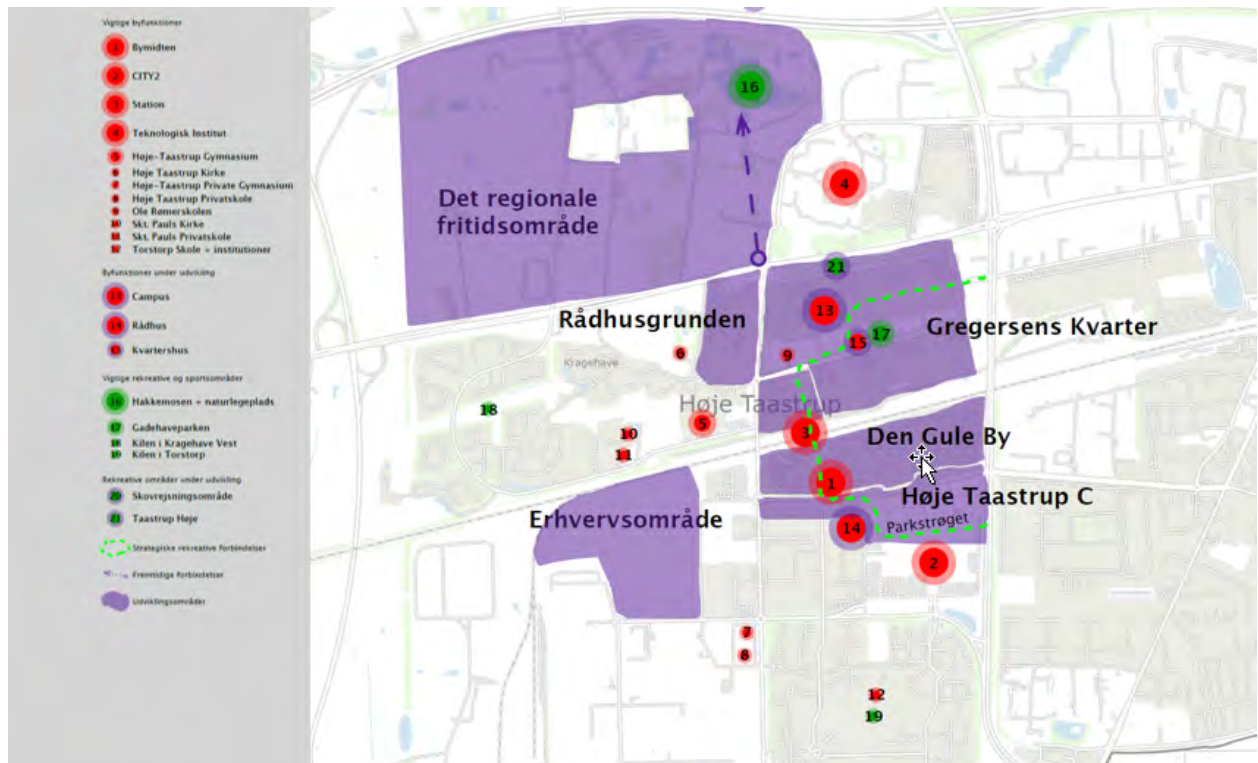 Vigtige byfunktioner
1 Bymidten
2 CITY2
3 Station
4 Teknologisk Institut
5 Høje-Taastrup Gymnasium
6 Høje Taastrup Kirke
7 Høje-Taastrup Private Gymnasium
8 Høje Taastrup Privatskole
9 Ole Rømerskolen
10 Skt. Pauls Kirke
11 Skt. Pauls Privatskole
12 Torstorp Skole + institutioner
Byfunktioner under udvikling
13 Campus
14 Rådhus
15 Kvartershus
Vigtige rekreative og sportsområder
16 Hakkemosen + naturlegeplads
17 Gadehaveparken
18 Kilen i Kragehave Vest
19 Kilen i Torstorp
Rekreative områder under udvikling
20 Skovrejsningsområde
21 Taastrup Høje
Strategiske rekreative forbindelser
Fremtidige forbindelser
Udviklingsområder
16
4
Det regionale
fritidsområde
21
13
Rådhusgrunden
Gregersens Kvarter
15
17
6
9
Kragehave
18
Høje Taastrup
5
10
3
11
Den Gule By
1
Høje Taastrup C
Erhvervsområde
14
Parkstrøget
2
7
8
12
19